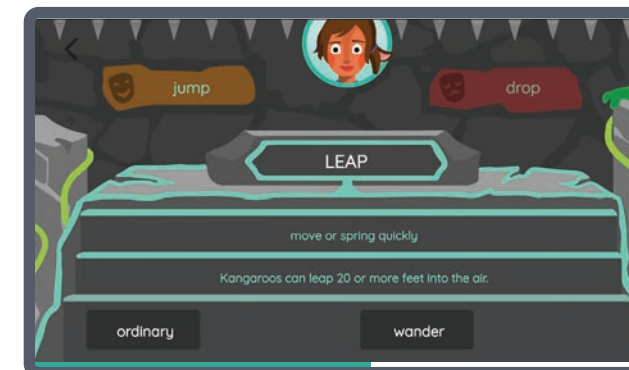 jump
drop
LEAP
move or spring quickly
Kangaroos can leap 20 or more feet into the air.
ordinary
wander